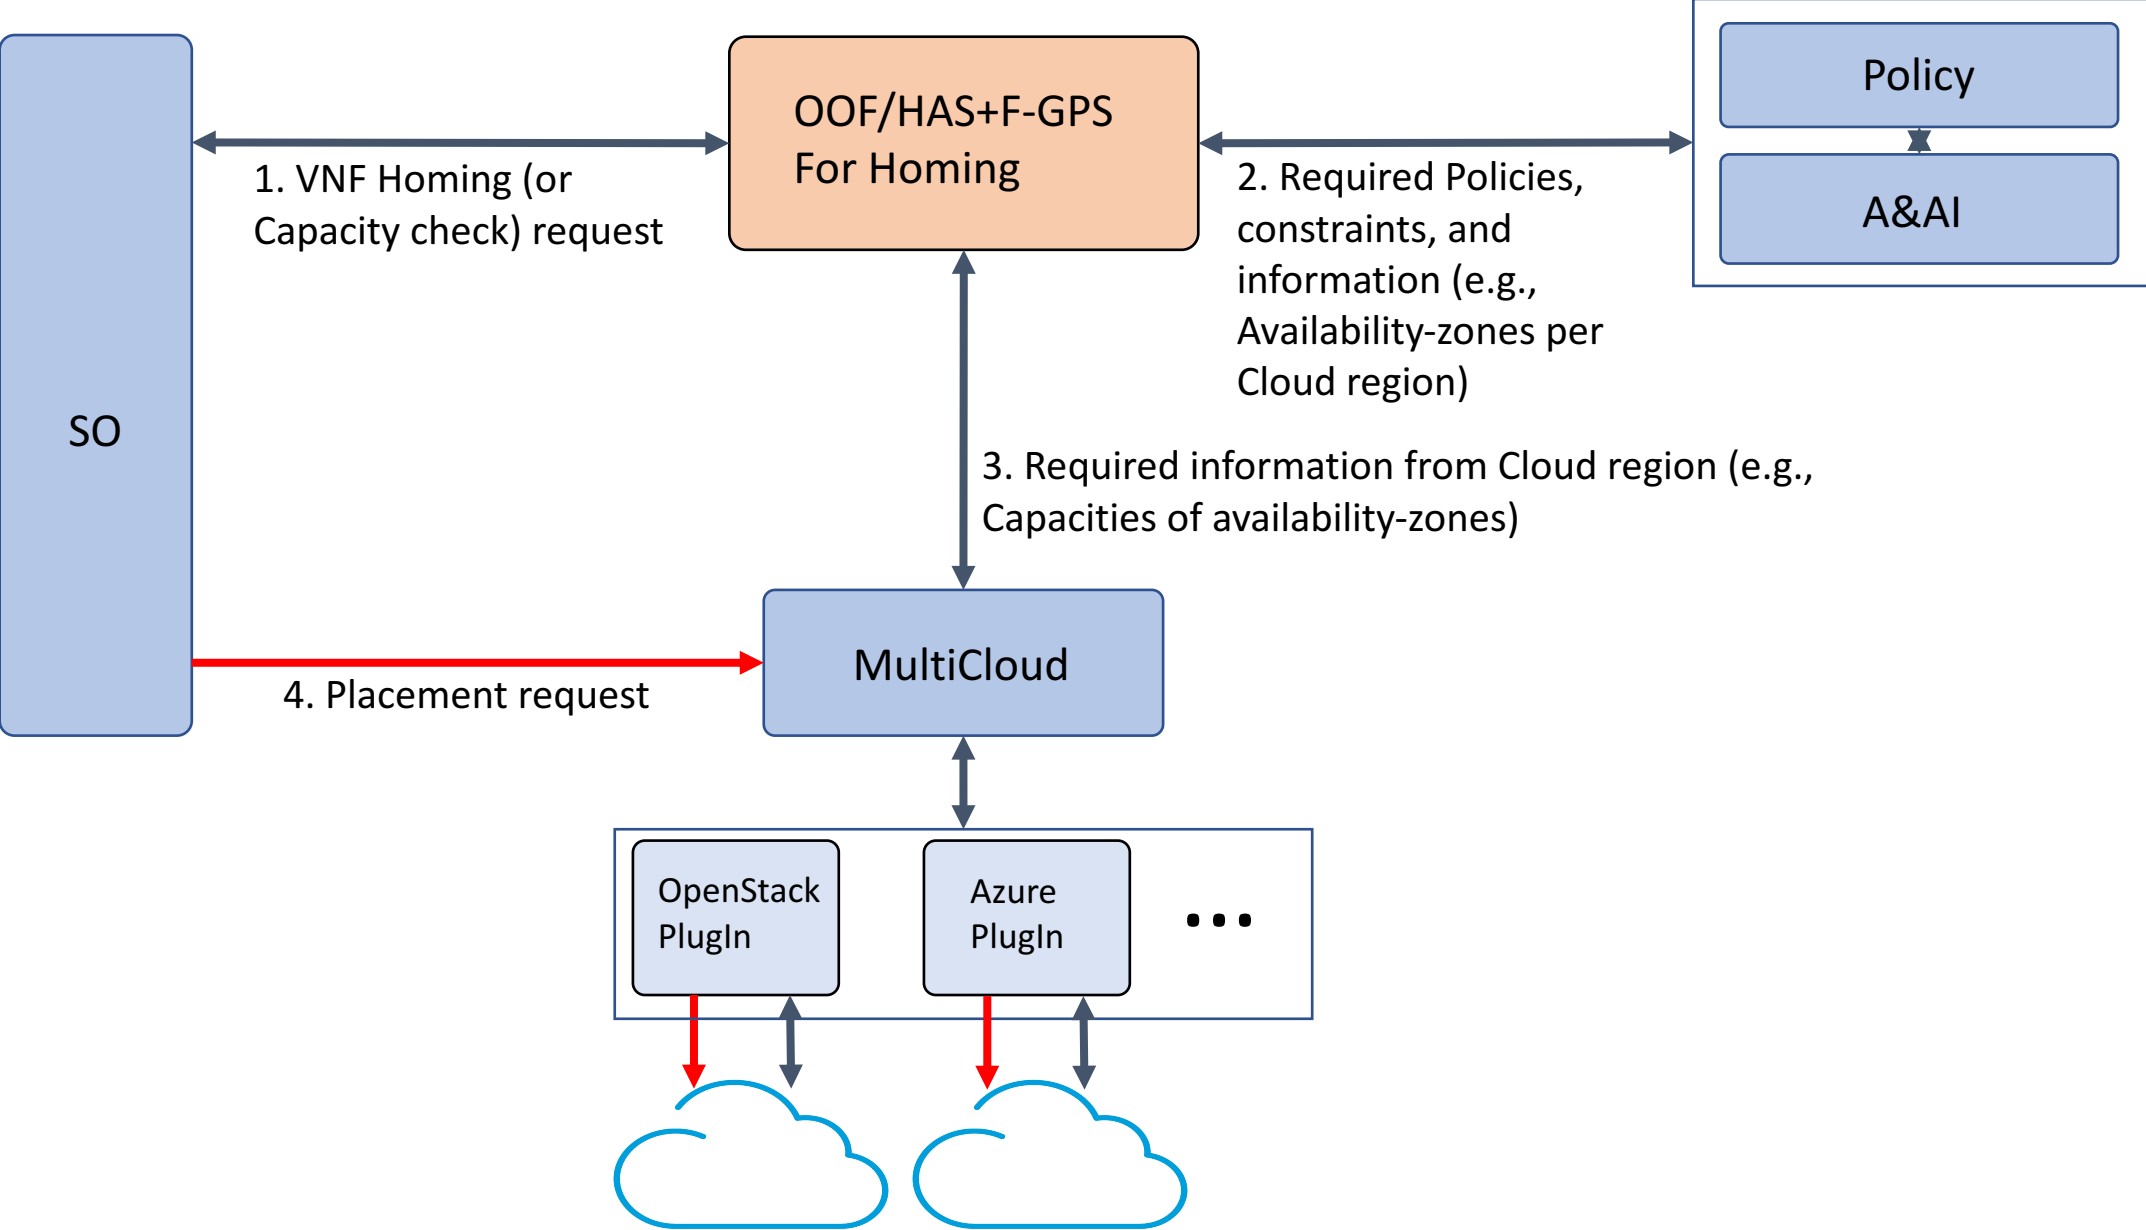 Policy
OOF/HAS+F-GPS
For Homing
1. VNF Homing (or
Capacity check) request
2. Required Policies,
constraints, and
information (e.g.,
Availability-zones per
Cloud region)
A&AI
SO
3. Required information from Cloud region (e.g.,
Capacities of availability-zones)
MultiCloud
4. Placement request
OpenStack
PlugIn
Azure
PlugIn
...